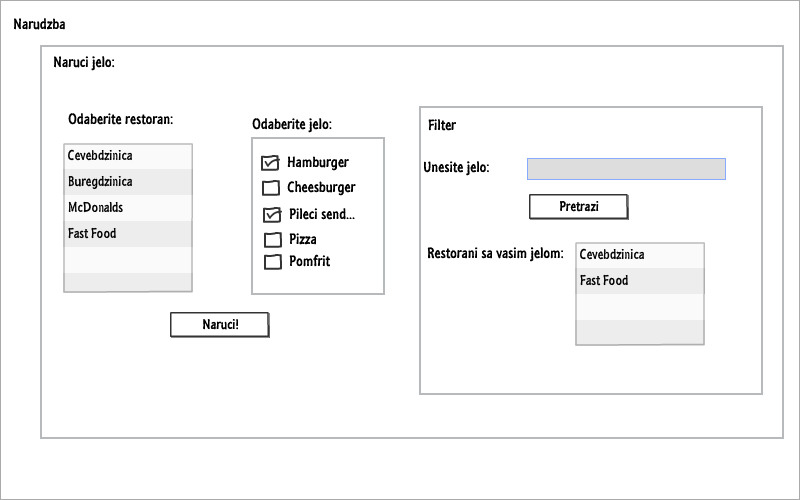 Narudzba
Naruci jelo:
Odaberite restoran:
Cevebdzinica
Buregdzinica
McDonalds
Fast Food
Odaberite jelo:
Hamburger
Cheesburger
Pileci send...
Pizza
Pomfrit
Naruci!
Filter
Unesite jelo:
Pretrazi
Restorani sa vasim jelom:
Cevebdzinica
Fast Food